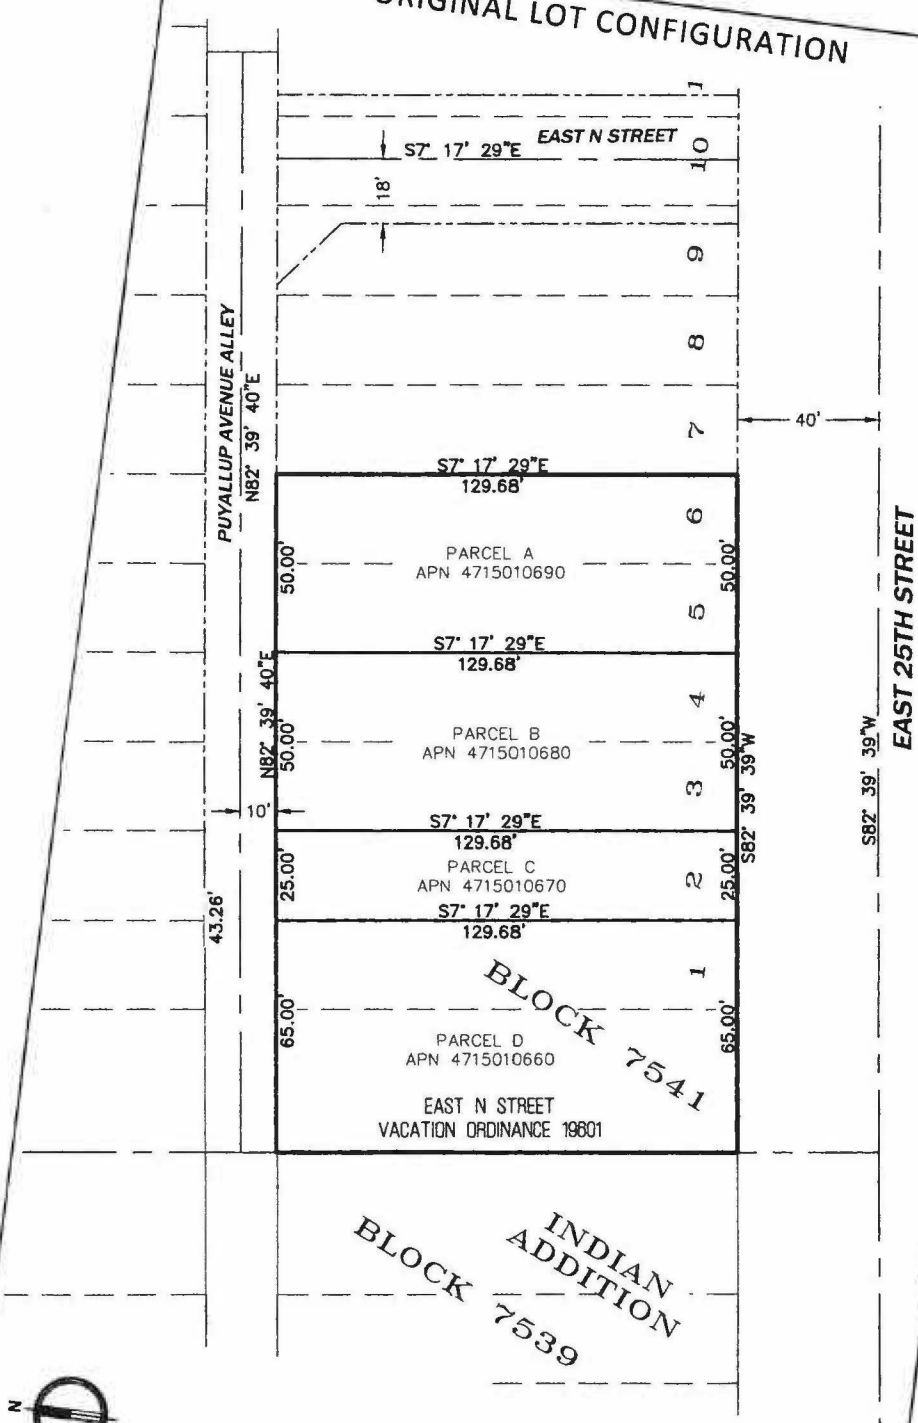 ORIGINAL LOT CONFIGURATION
1
EAST N STREET
S7° 17' 29"E
10
18'
9
8
7
PUYALLUP AVENUE ALLEY
N82° 39' 40"E
40'
S7° 17' 29"E
129.68'
6
PARCEL A
APN 4715010690
50.00'
50.00'
5
S7° 17' 29"E
129.68'
4
N82° 39' 40"E
PARCEL B
APN 4715010680
50.00'
50.00'
3
S82° 39' 39"W
S82° 39' 39"W
EAST 25TH STREET
10'
S7° 17' 29"E
129.68'
PARCEL C
APN 4715010670
25.00'
25.00'
2
43.26'
S7° 17' 29"E
129.68'
1
BLOCK 7541
65.00'
65.00'
PARCEL D
APN 4715010660
EAST N STREET
VACATION ORDINANCE 19601
INDIAN
ADDITION
BLOCK 7539
N